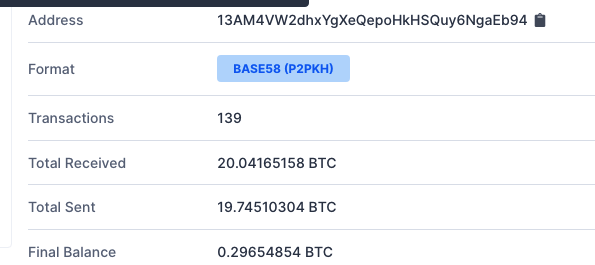 Address 13AM4VW2dhxYgXeQepoHkHSQuy6NgaEb94
Format BASE58 (P2PKH)
Transactions 139
Total Received 20.04165158 BTC
Total Sent 19.74510304 BTC
Final Balance 0.29654854 BTC